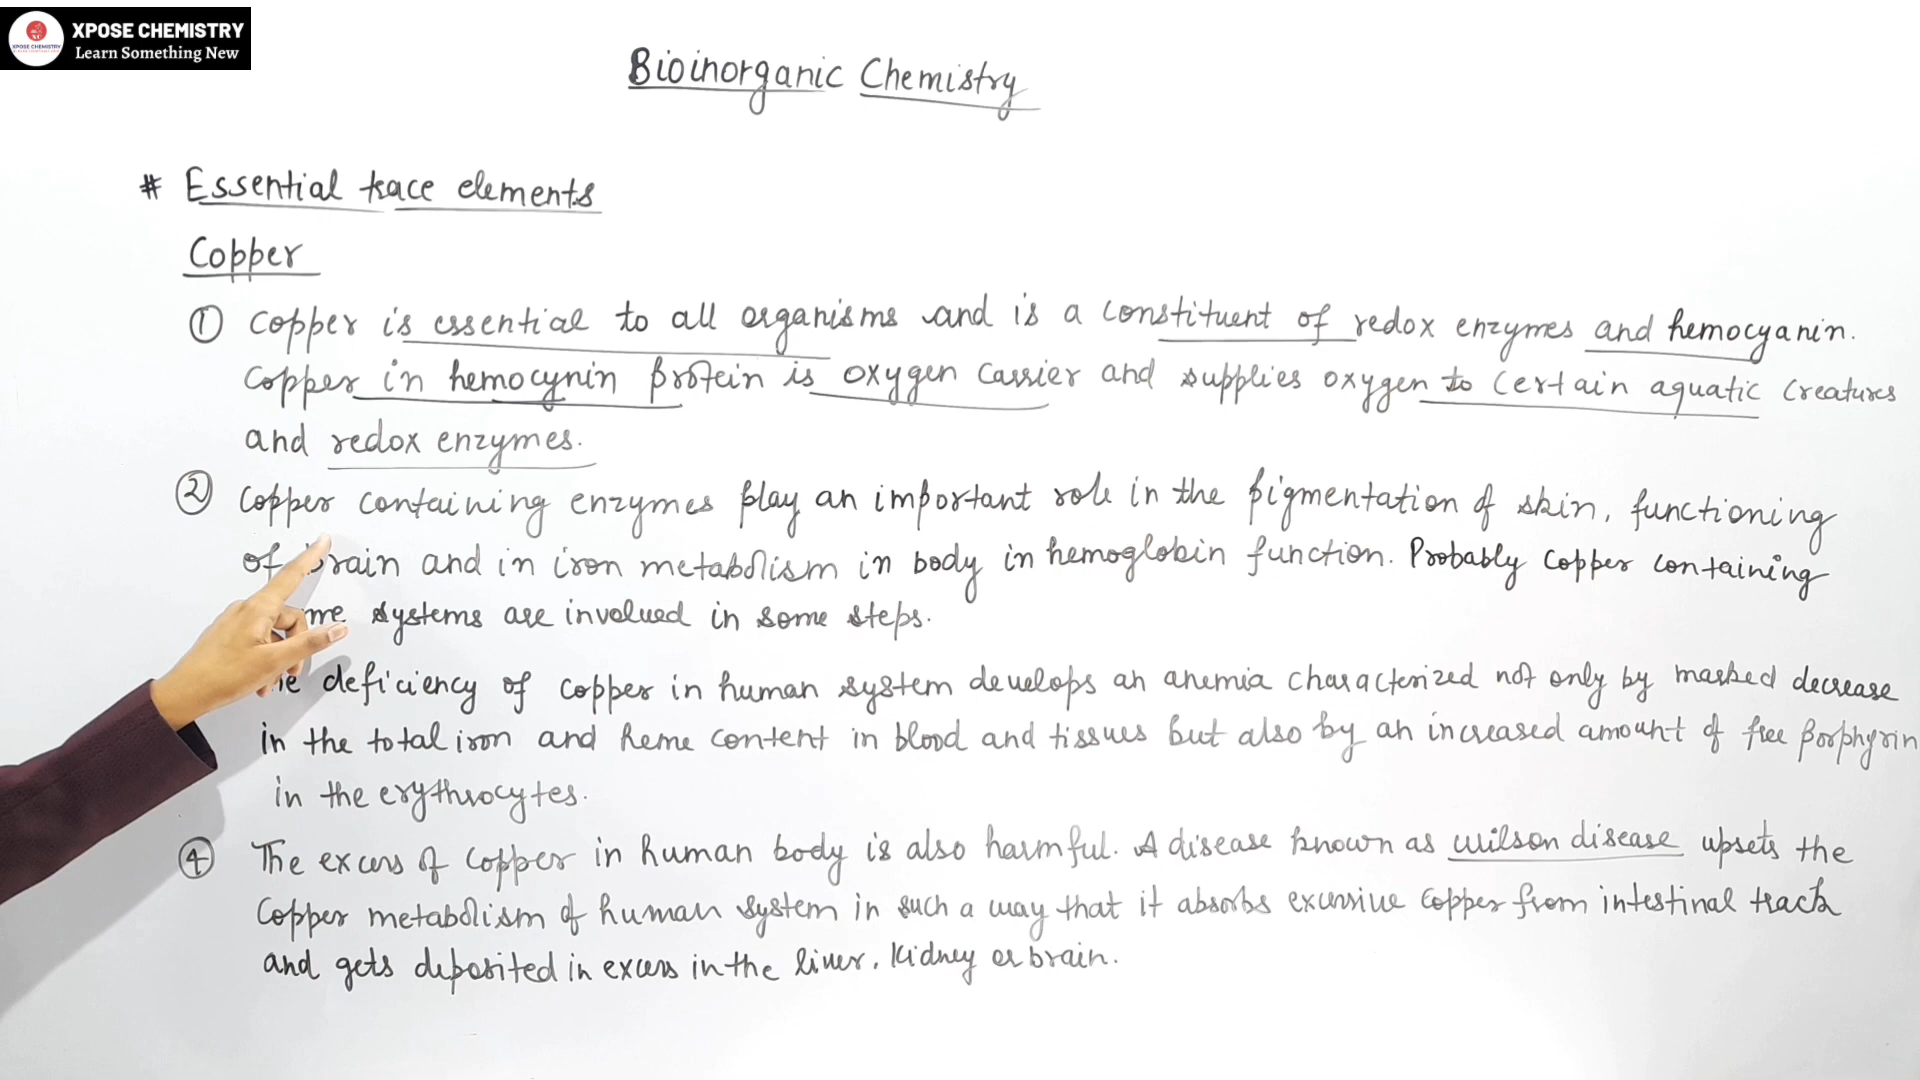 XPOSE CHEMISTRY
Learn Something New
Bioinorganic Chemistry
# Essential trace elements
Copper
① Copper is essential to all organisms and is a constituent of redox enzymes and hemocyanin.
Copper in hemocynin protein is oxygen carrier and supplies oxygen to certain aquatic creatures
and redox enzymes.
② Copper containing enzymes play an important role in the pigmentation of skin, functioning
of brain and in iron metabolism in body in hemoglobin function. Probably copper containing
systems are involued in some steps.
deficiency of copper in human system develops an anemia characterized not only by marked decrease
in the total iron and heme content in blood and tissues but also by an increased amount of free porphyrin
in the erythrocytes.
④ The excess of copper in human body is also harmful. A disease known as wilson disease upsets the
copper metabolism of human system in such a way that it absorbs excessive copper from intestinal track
and gets deposited in excess in the liver, kidney or brain.